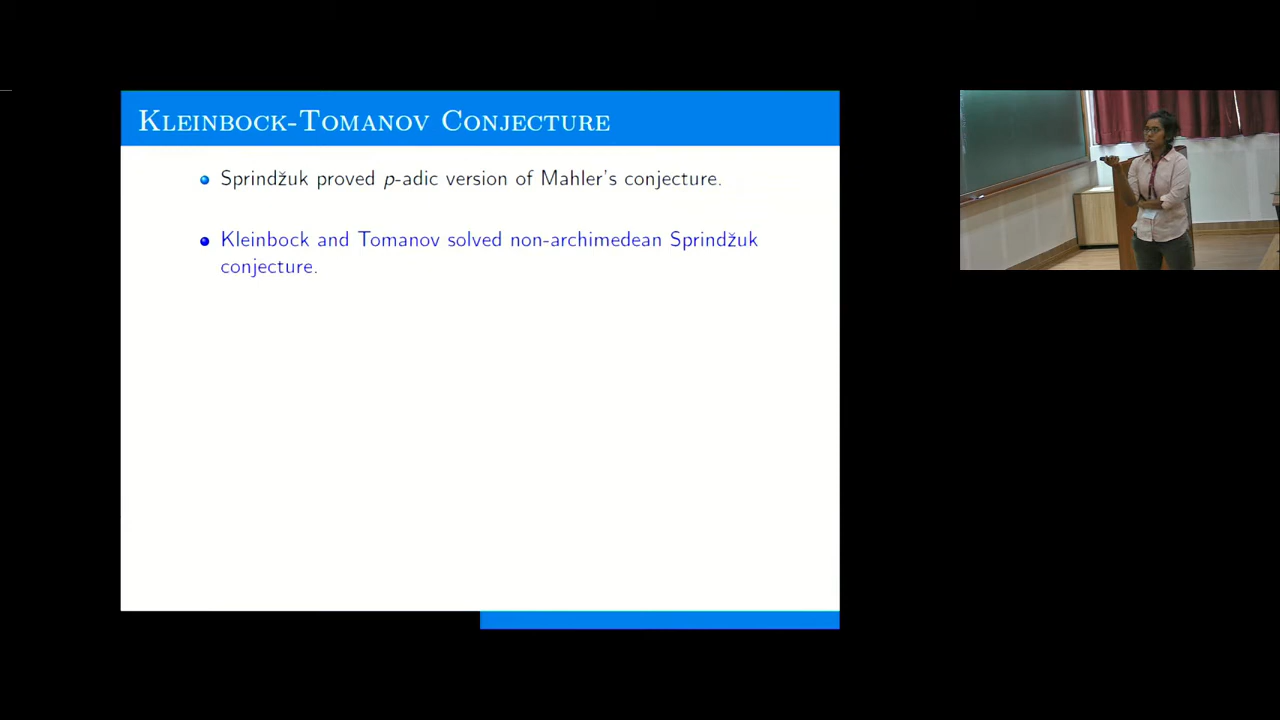 Kleinbock-Tomanov Conjecture
Sprindžuk proved p-adic version of Mahler's conjecture.
Kleinbock and Tomanov solved non-archimedean Sprindžuk
conjecture.